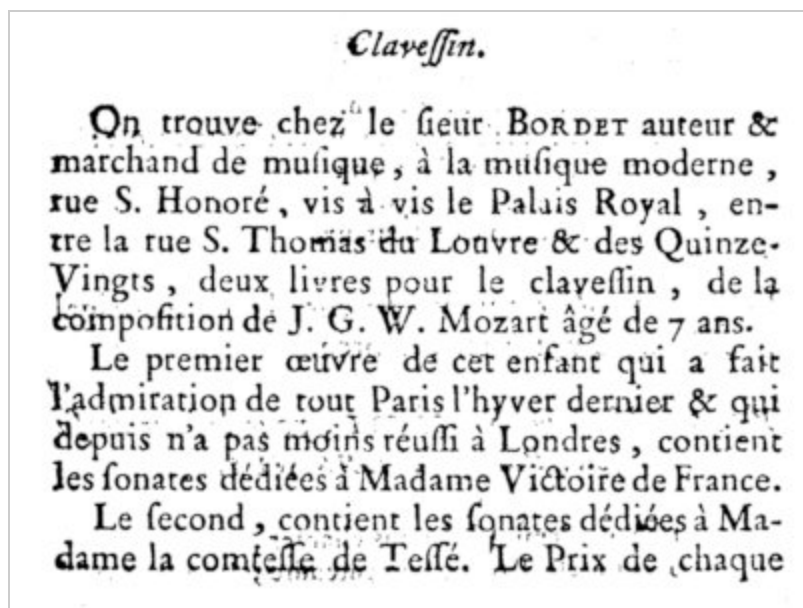 Claveſſin.
On trouve chez le ſieur BORDET auteur &
marchand de muſique, à la muſique moderne,
rue S. Honoré, vis à vis le Palais Royal, en-
tre la rue S. Thomas du Louvre & des Quinze-
Vingts, deux livres pour le claveſſin, de la
compoſition de J. G. W. Mozart âgé de 7 ans.
Le premier œuvre de cet enfant qui a fait
l'admiration de tout Paris l'hyver dernier & qui
depuis n'a pas moins réuſſi à Londres, contient
les ſonates dédiées à Madame Victoire de France.
Le ſecond, contient les ſonates dédiées à Ma-
dame la comteſſe de Teſſé. Le Prix de chaque